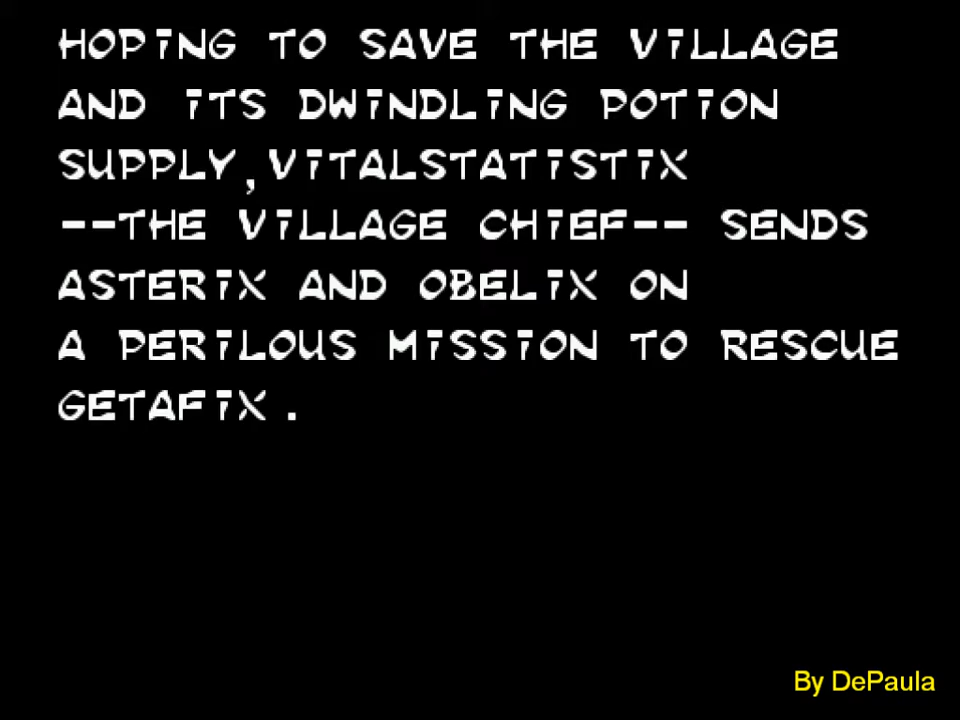 HOPING TO SAVE THE VILLAGE
AND ITS DWINDLING POTION
SUPPLY,VITALSTATISTIX
--THE VILLAGE CHIEF-- SENDS
ASTERIX AND OBELIX ON
A PERILOUS MISSION TO RESCUE
GETAFIX.
By DePaula